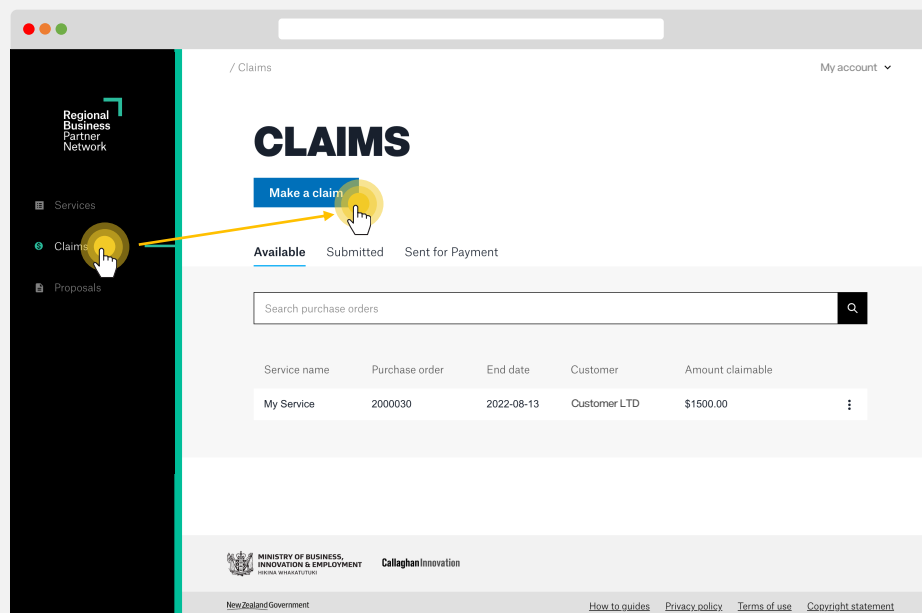 / Claims
My account
Regional
Business
Partner
Network
Services
Claims
Proposals
CLAIMS
Make a claim
Available Submitted Sent for Payment
Search purchase orders
Service name Purchase order End date Customer Amount claimable
My Service 2000030 2022-08-13 Customer LTD $1500.00
MINISTRY OF BUSINESS,
INNOVATION & EMPLOYMENT
HIKINA WHAKATUTUKI
CallaghanInnovation
New Zealand Government
How to guides Privacy policy Terms of use Copyright statement